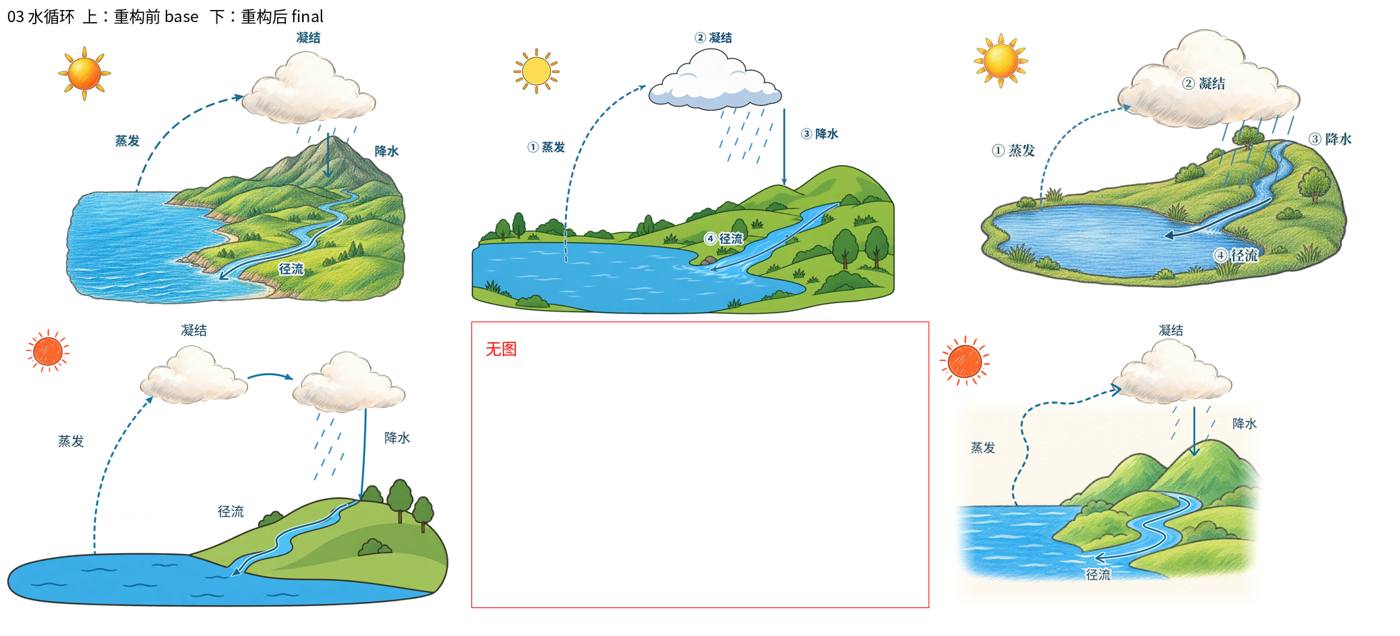 03 水循环 上：重构前 base 下：重构后 final
凝结
蒸发
降水
径流
② 凝结
① 蒸发
③ 降水
④ 径流
② 凝结
① 蒸发
③ 降水
④ 径流
凝结
蒸发
降水
径流
无图
凝结
降水
蒸发
径流